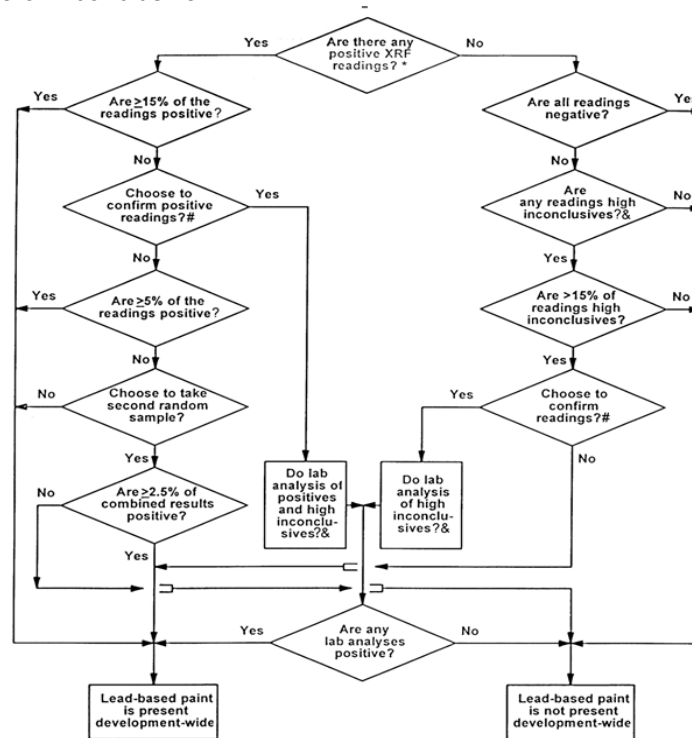 Are there any
positive XRF
readings? *
Yes
No
Are ≥15% of the
readings positive?
Yes
No
Are all readings
negative?
Yes
No
Choose to
confirm positive
readings?#
Yes
No
Are
any readings high
inconclusives?&
No
Yes
Are ≥5% of the
readings positive?
Yes
No
Are >15% of
readings high
inconclusives?
No
Yes
Choose to take
second random
sample?
No
Yes
Choose to
confirm
readings?#
Yes
No
Are ≥2.5% of
combined results
positive?
No
Yes
Do lab
analysis of
positives
and high
inconclu-
sives?&
Do lab
analysis
of high
inconclu-
sives?&
Are any
lab analyses
positive?
Yes
No
Lead-based paint
is present
development-wide
Lead-based paint
is not present
development-wide